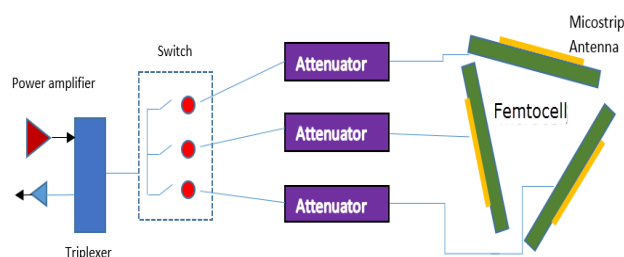 Micostrip
Antenna
Switch
Power amplifier
Attenuator
Attenuator
Attenuator
Femtocell
Triplexer